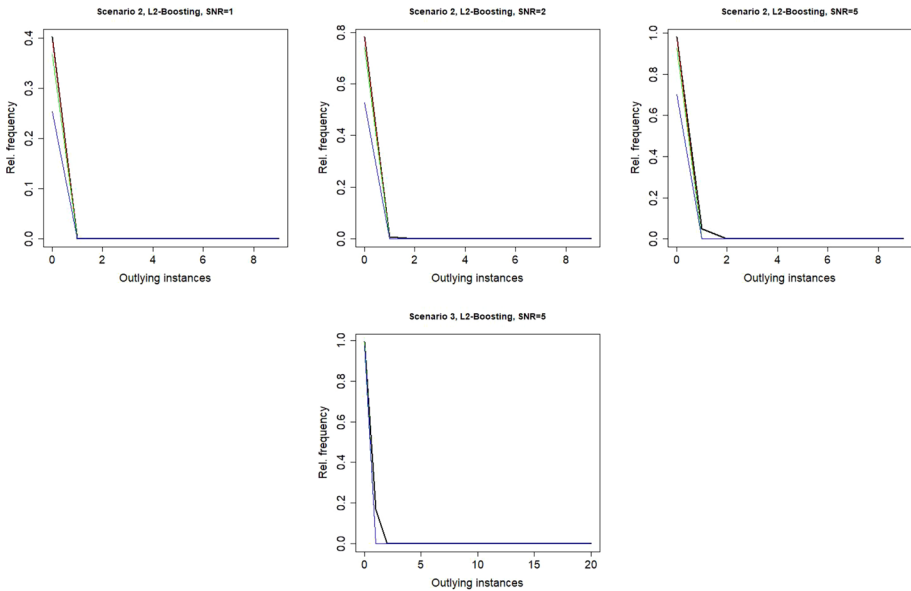 Scenario 2, L2-Boosting, SNR=1
Rel. frequency
0.0 0.1 0.2 0.3 0.4
0 2 4 6 8
Outlying instances
Scenario 2, L2-Boosting, SNR=2
Rel. frequency
0.0 0.2 0.4 0.6 0.8
0 2 4 6 8
Outlying instances
Scenario 2, L2-Boosting, SNR=5
Rel. frequency
0.0 0.2 0.4 0.6 0.8 1.0
0 2 4 6 8
Outlying instances
Scenario 3, L2-Boosting, SNR=5
Rel. frequency
0.0 0.2 0.4 0.6 0.8 1.0
0 5 10 15 20
Outlying instances